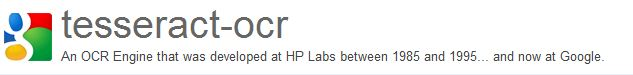 tesseract-ocr
An OCR Engine that was developed at HP Labs between 1985 and 1995... and now at Google.